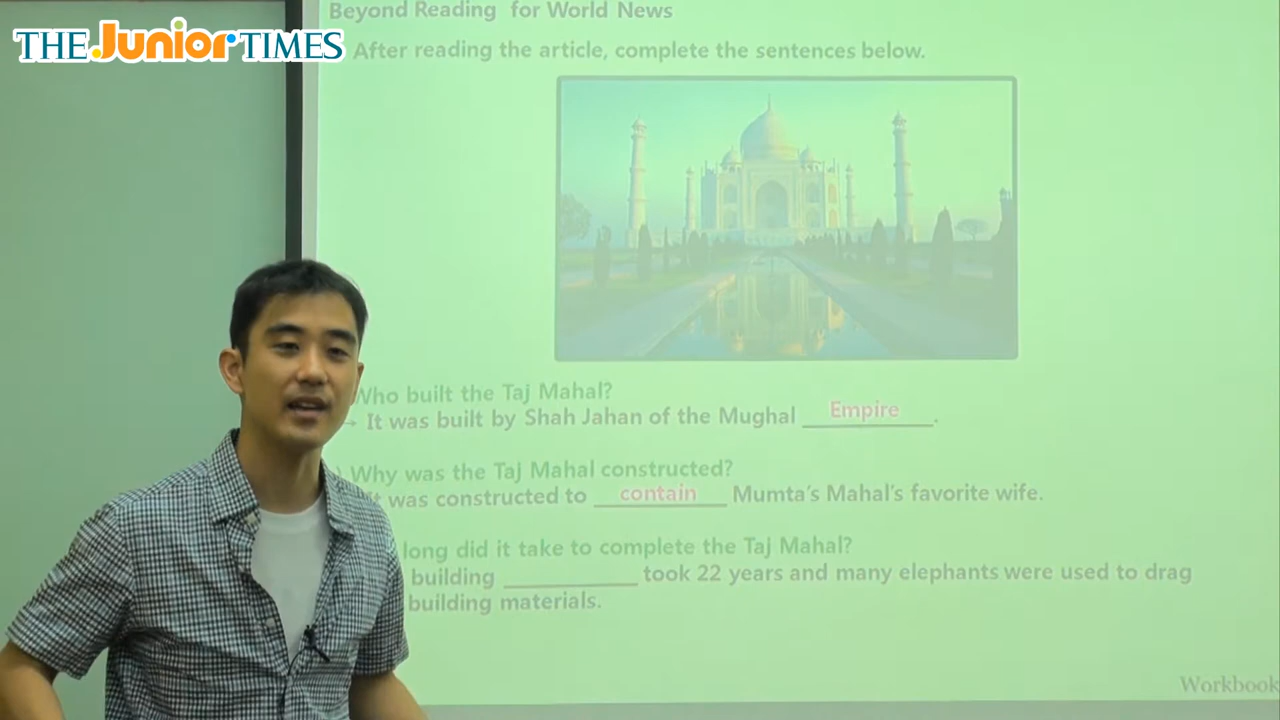 THE Junior TIMES
Beyond Reading for World News
After reading the article, complete the sentences below.
Who built the Taj Mahal?
→ It was built by Shah Jahan of the Mughal Empire.
) Why was the Taj Mahal constructed?
It was constructed to contain Mumta's Mahal's favorite wife.
long did it take to complete the Taj Mahal?
building ____________ took 22 years and many elephants were used to drag
building materials.
Workbook